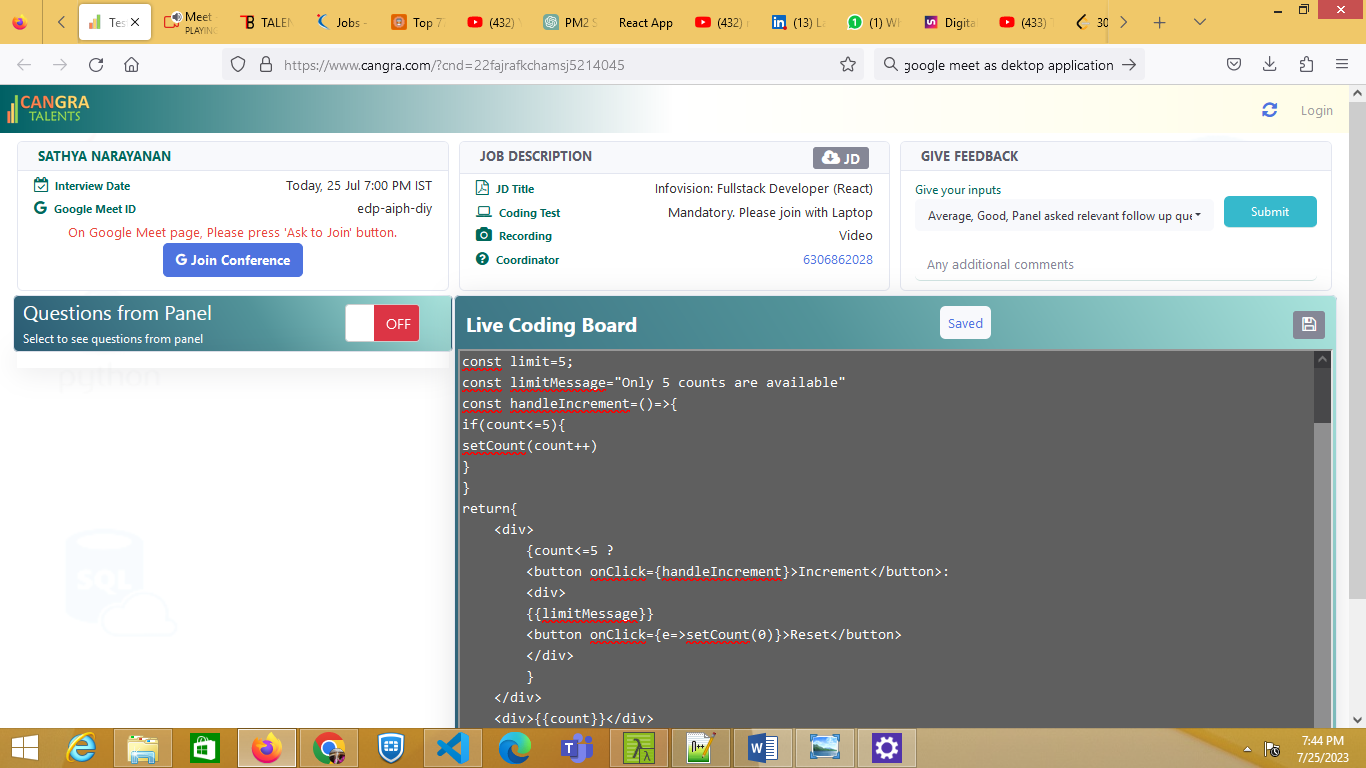 Tes
Meet
PLAYING
TALEN
Jobs -
Top 7
(432)
PM2 S
React App
(432)
(13) L
(1) Wh
Digita
(433)
30
https://www.cangra.com/?cnd=22fajrafkchamsj5214045
google meet as dektop application
CANGRA
TALENTS
Login
SATHYA NARAYANAN
Interview Date Today, 25 Jul 7:00 PM IST
Google Meet ID edp-aiph-diy
On Google Meet page, Please press 'Ask to Join' button.
G Join Conference
JOB DESCRIPTION JD
JD Title Infovision: Fullstack Developer (React)
Coding Test Mandatory. Please join with Laptop
Recording Video
Coordinator 6306862028
GIVE FEEDBACK
Give your inputs
Average, Good, Panel asked relevant follow up que
Submit
Any additional comments
Questions from Panel
OFF
Select to see questions from panel
python
SQL
Live Coding Board
Saved
const limit=5;
const limitMessage="Only 5 counts are available"
const handleIncrement=()=>{
if(count<=5){
setCount(count++)
}
}
return{
<div>
{count<=5 ?
<button onClick={handleIncrement}>Increment</button>:
<div>
{{limitMessage}}
<button onClick={e=>setCount(0)}>Reset</button>
</div>
}
</div>
<div>{{count}}</div>
7:44 PM
7/25/2023